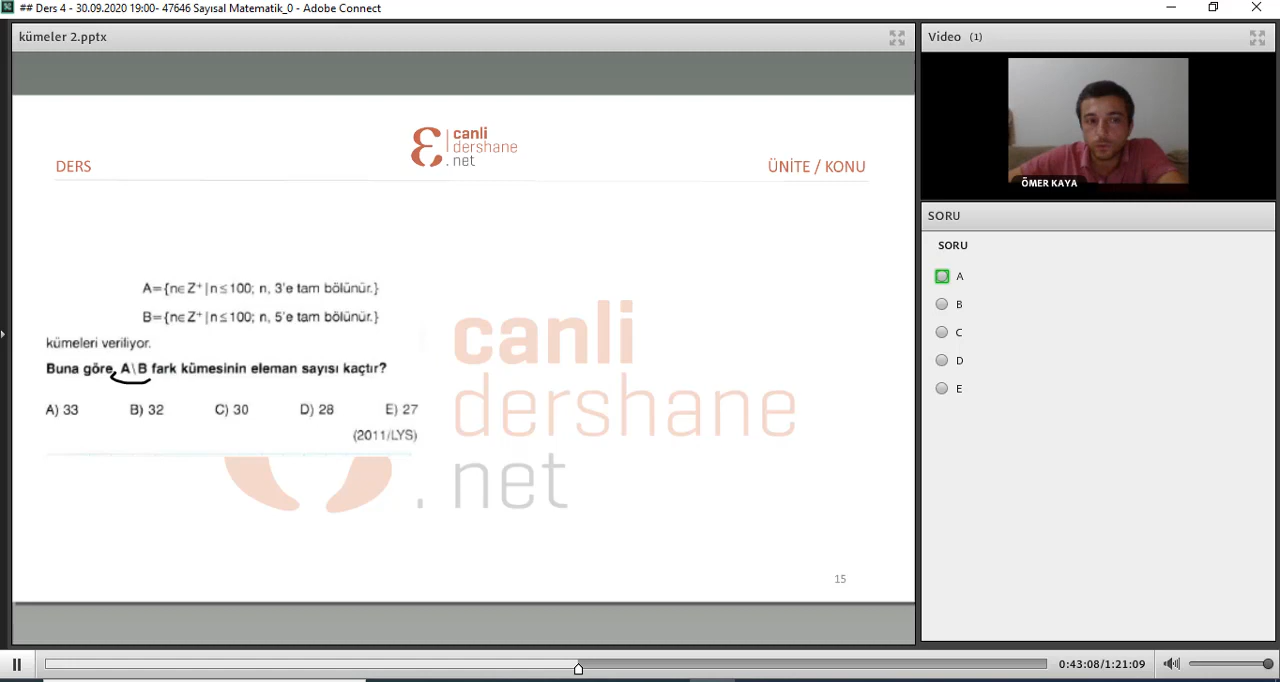 ## Ders 4 - 30.09.2020 19:00- 47646 Sayısal Matematik_0 - Adobe Connect
kümeler 2.pptx
canli
dershane
.net
DERS
ÜNİTE / KONU
A={n∈Z⁺|n≤100; n, 3'e tam bölünür.}
B={n∈Z⁺|n≤100; n, 5'e tam bölünür.}
kümeleri veriliyor.
Buna göre, A\B fark kümesinin eleman sayısı kaçtır?
A) 33 B) 32 C) 30 D) 28 E) 27
(2011/LYS)
canli
dershane
.net
15
Video (1)
ÖMER KAYA
SORU
SORU
A
B
C
D
E
0:43:08/1:21:09